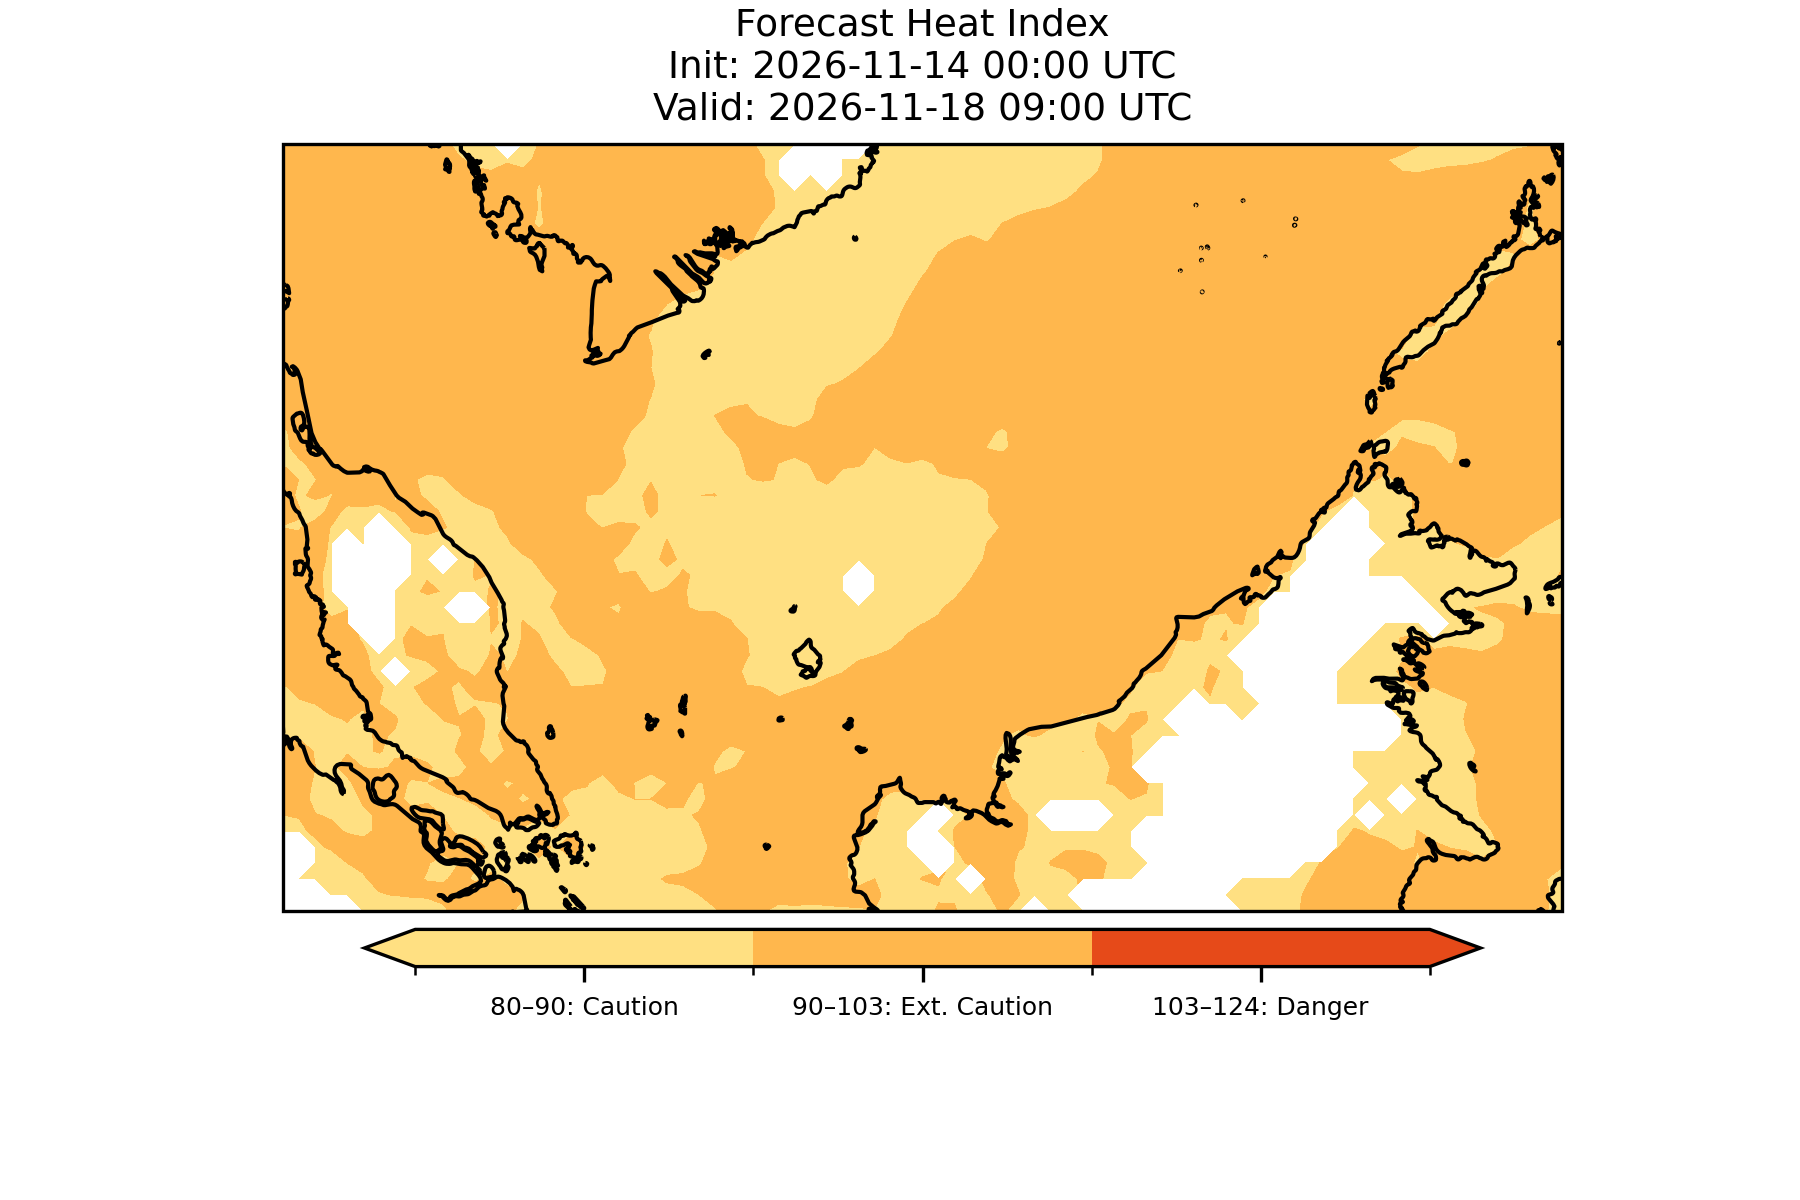 Forecast Heat Index
Init: 2026-11-14 00:00 UTC
Valid: 2026-11-18 09:00 UTC
80–90: Caution
90–103: Ext. Caution
103–124: Danger